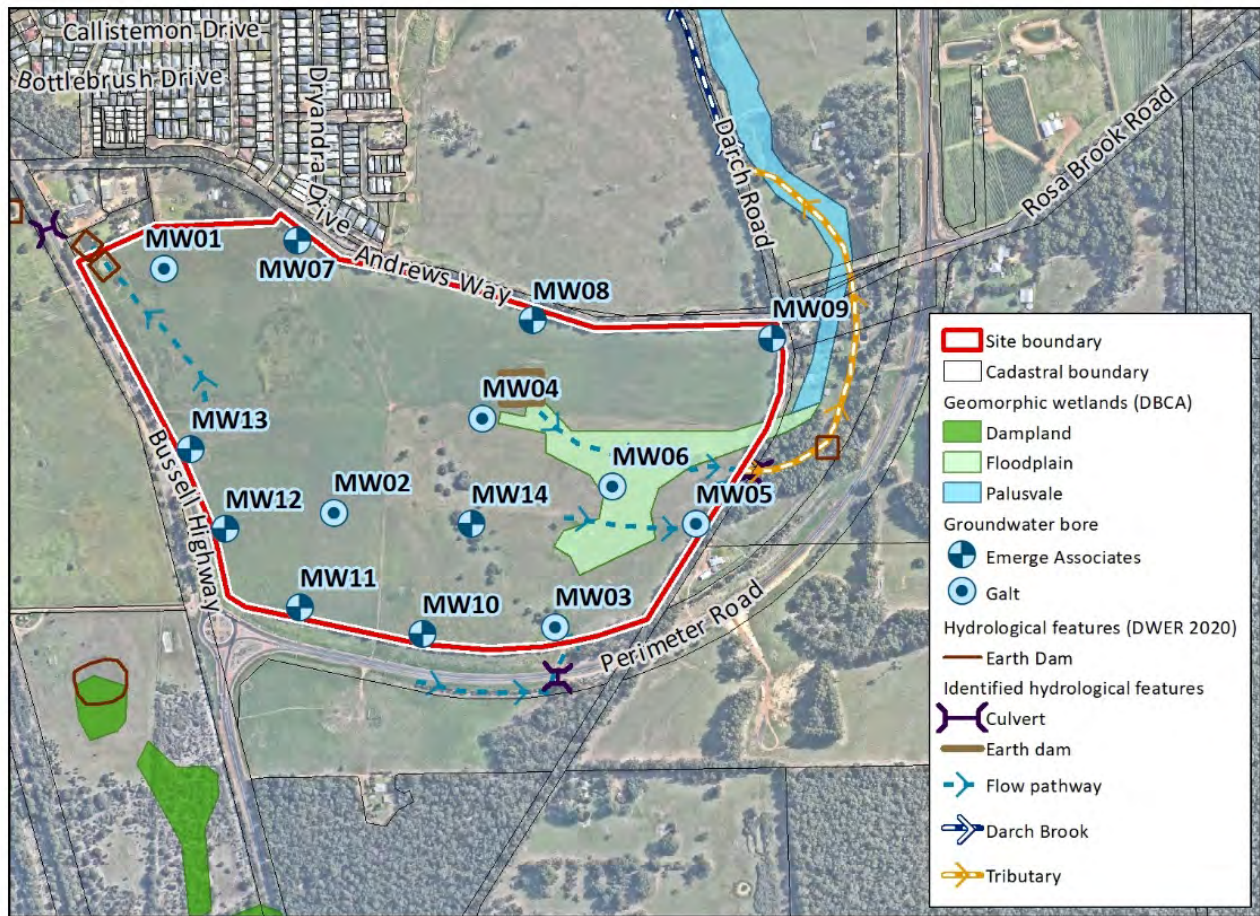 Callistemon Drive
Bottlebrush Drive
Dryandra Drive
Andrews Way
Darch Road
Rosa Brook Road
MW01
MW07
MW08
MW09
MW04
MW13
MW06
MW02
MW14
MW05
MW12
Bussell Highway
MW11
MW10
MW03
Perimeter Road
Site boundary
Cadastral boundary
Geomorphic wetlands (DBCA)
Dampland
Floodplain
Palusvale
Groundwater bore
Emerge Associates
Galt
Hydrological features (DWER 2020)
Earth Dam
Identified hydrological features
Culvert
Earth dam
Flow pathway
Darch Brook
Tributary